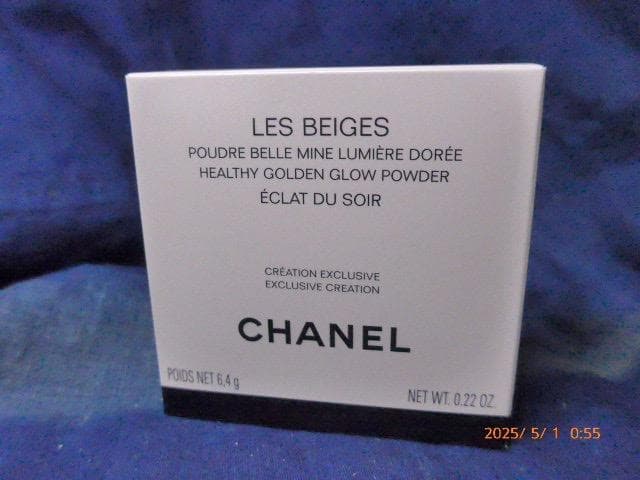 LES BEIGES
POUDRE BELLE MINE LUMIÈRE DORÉE
HEALTHY GOLDEN GLOW POWDER
ÉCLAT DU SOIR
CRÉATION EXCLUSIVE
EXCLUSIVE CREATION
CHANEL
POIDS NET 6,4 g
NET WT. 0.22 OZ.
2025/ 5/ 1 0:55